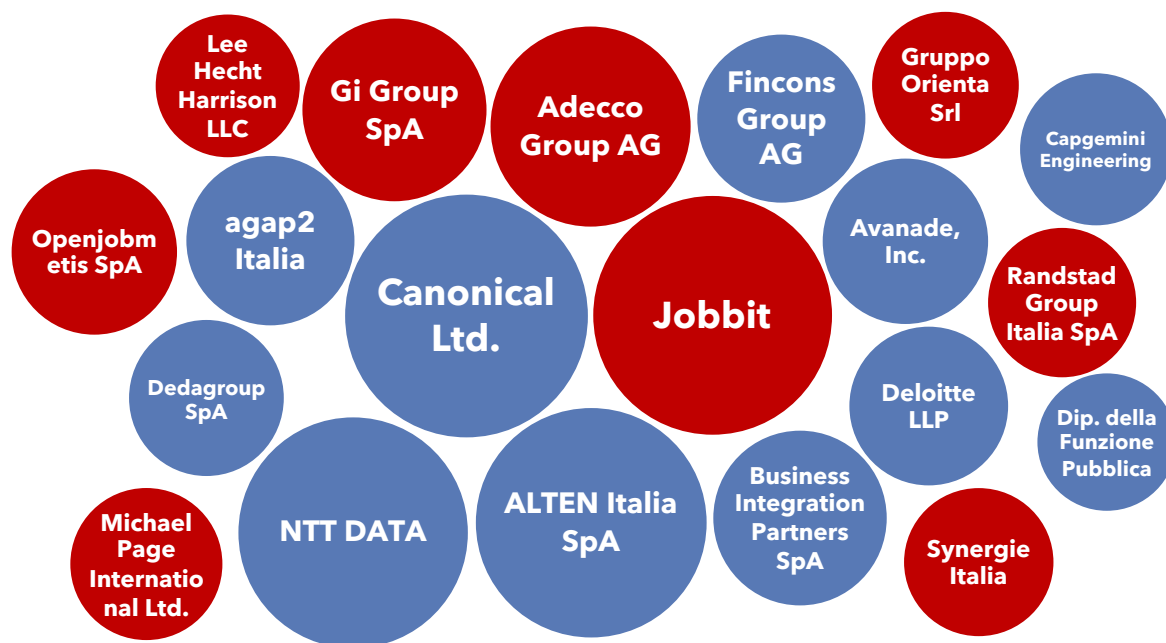 Lee
Hecht
Harrison
LLC
Gi Group
SpA
Adecco
Group AG
Fincons
Group
AG
Gruppo
Orienta
Srl
Capgemini
Engineering
Openjobm
etis SpA
agap2
Italia
Canonical
Ltd.
Jobbit
Avanade,
Inc.
Randstad
Group
Italia SpA
Dedagroup
SpA
Deloitte
LLP
Dip. della
Funzione
Pubblica
Michael
Page
Internatio
nal Ltd.
NTT DATA
ALTEN Italia
SpA
Business
Integration
Partners
SpA
Synergie
Italia